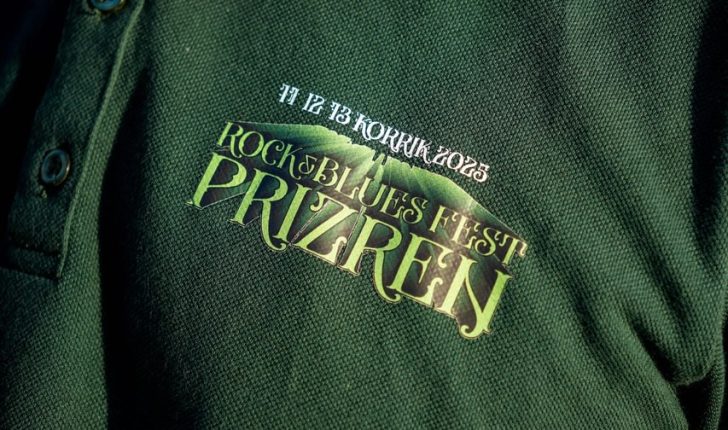 11 12 13 KORRIK 2025
ROCK & BLUES FEST
PRIZREN